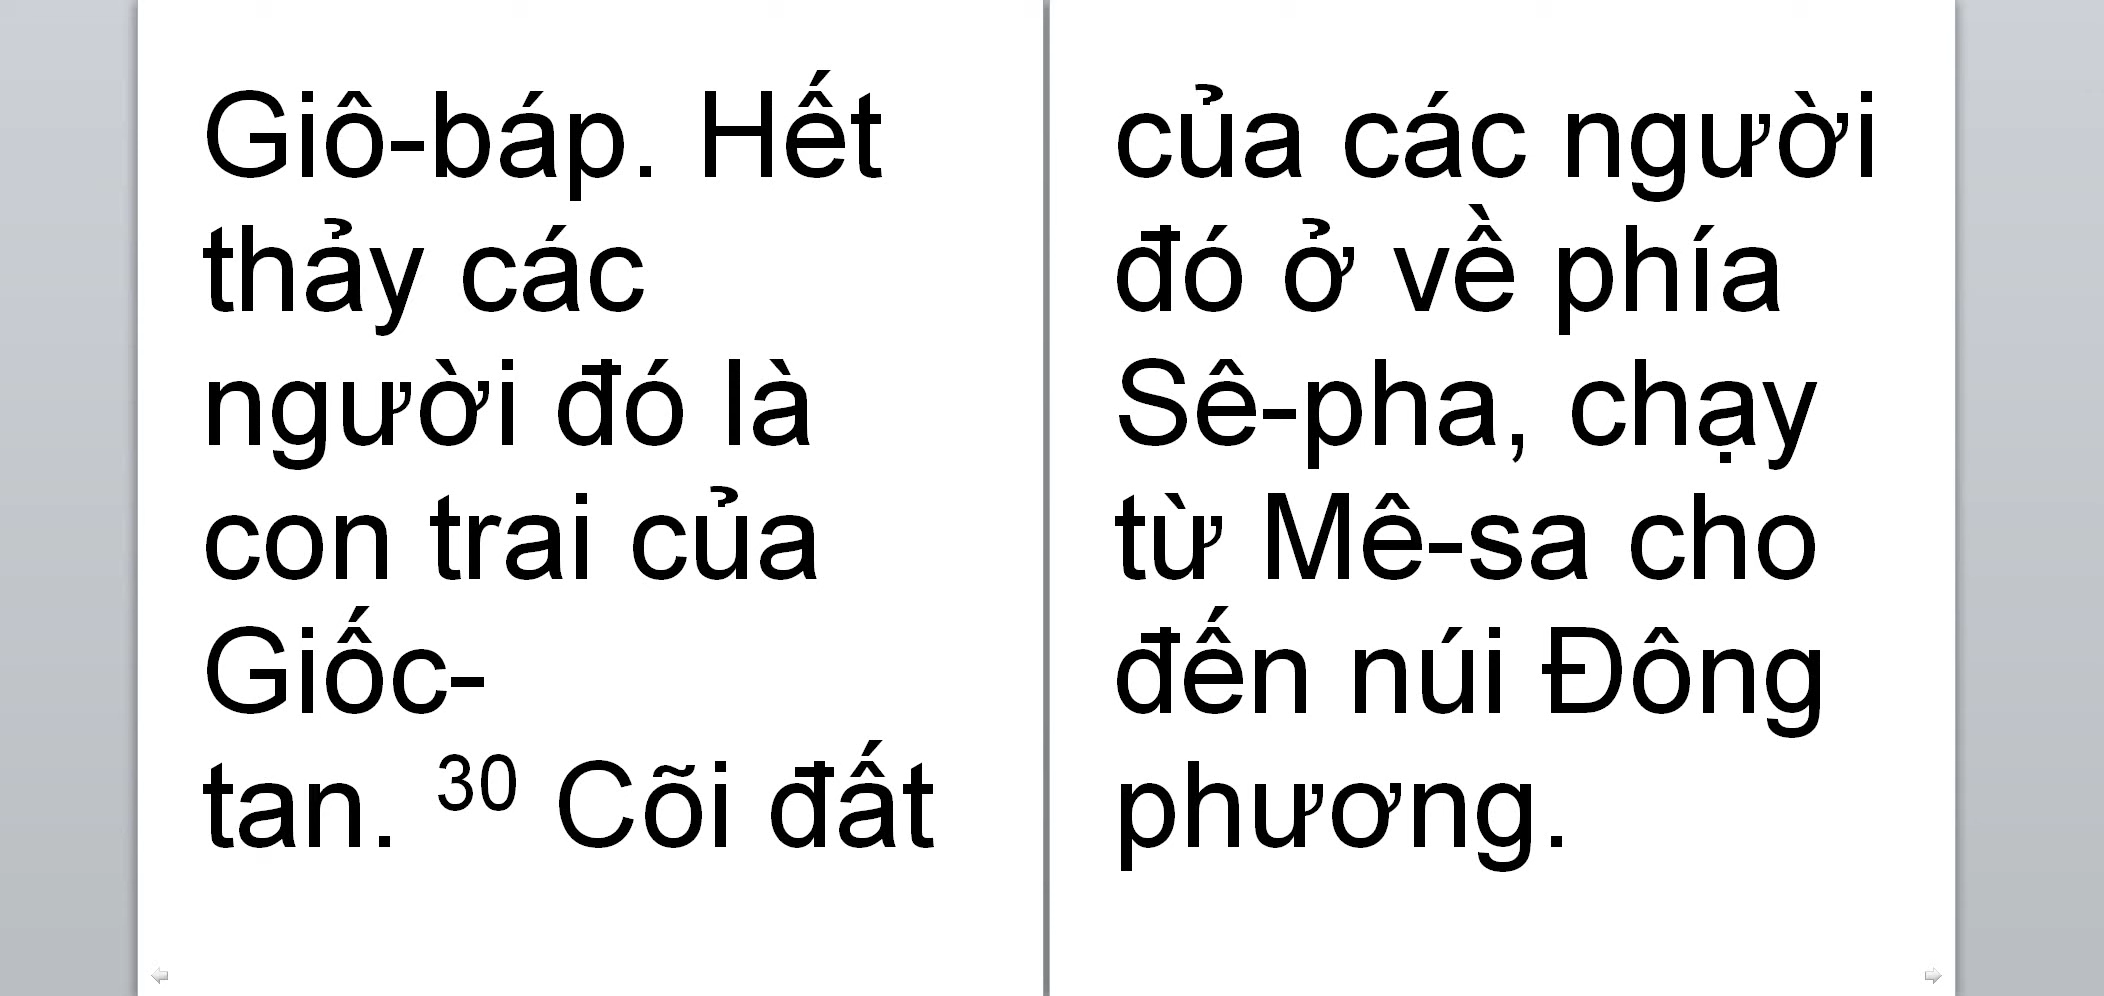 Giô-báp. Hết
thảy các
người đó là
con trai của
Giốc-
tan. 30 Cõi đất
của các người
đó ở về phía
Sê-pha, chạy
từ Mê-sa cho
đến núi Đông
phương.